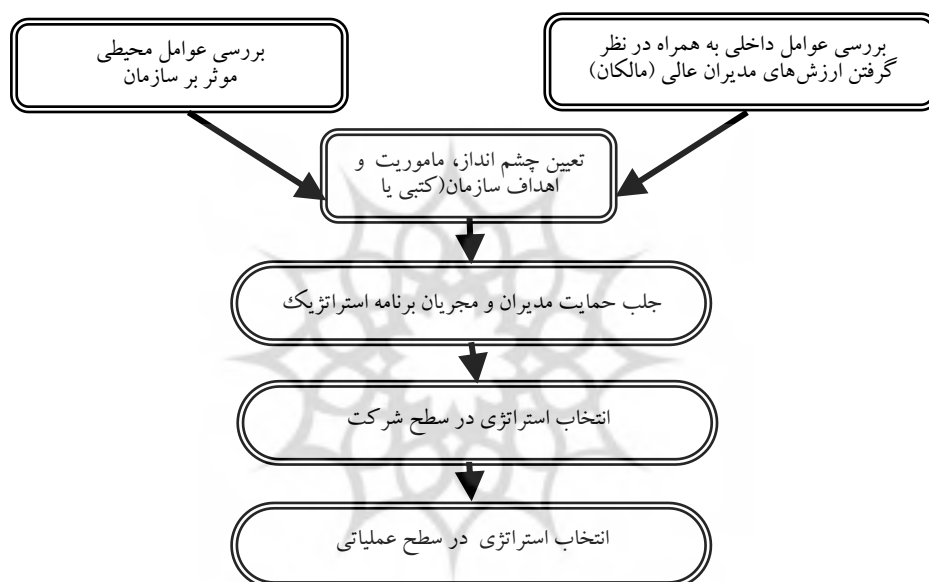 بررسی عوامل داخلی به همراه در نظر
گرفتن ارزش‌های مدیران عالی (مالکان)
بررسی عوامل محیطی
موثر بر سازمان
تعیین چشم انداز، ماموریت و
اهداف سازمان(کتبی یا
جلب حمایت مدیران و مجریان برنامه استراتژیک
انتخاب استراتژی در سطح شرکت
انتخاب استراتژی در سطح عملیاتی